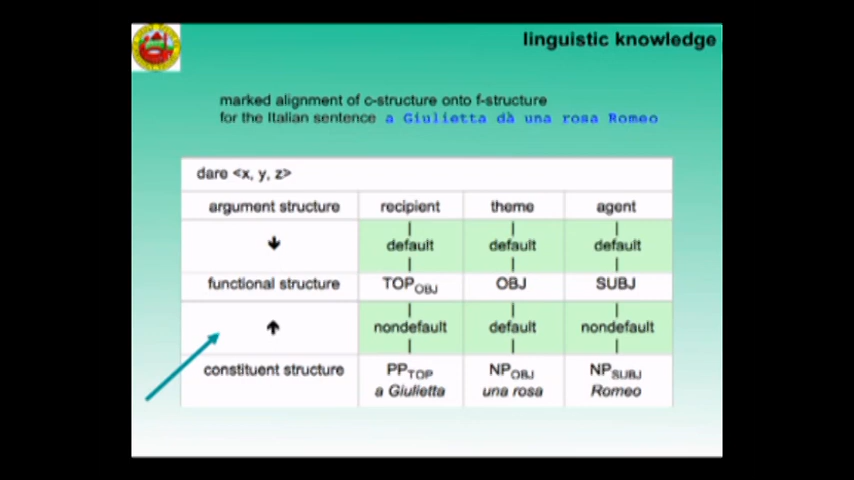 linguistic knowledge
marked alignment of c-structure onto f-structure
for the Italian sentence a Giulietta dà una rosa Romeo
dare <x, y, z>
argument structure recipient theme agent
default default default
functional structure TOPOBJ OBJ SUBJ
nondefault default nondefault
constituent structure PPTOP NPOBJ NPSUBJ
a Giulietta una rosa Romeo